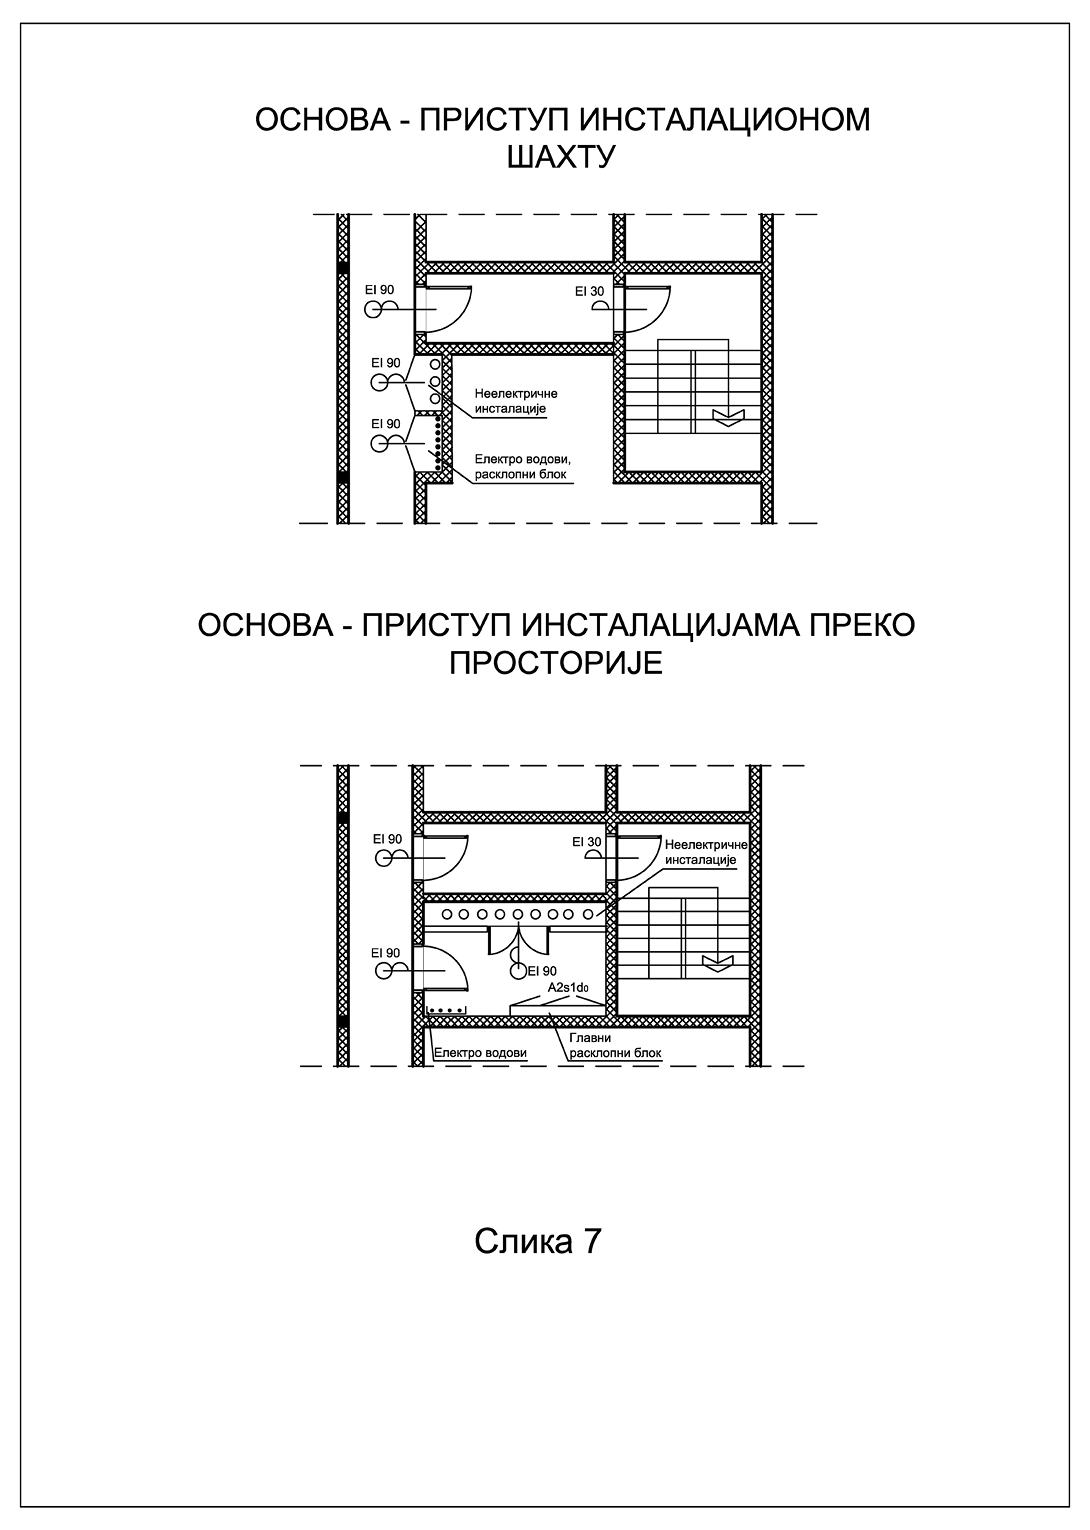 ОСНОВА - ПРИСТУП ИНСТАЛАЦИОНОМ
ШАХТУ
EI 90
EI 30
EI 90
Неелектричне
инсталације
EI 90
Електро водови,
расклопни блок
ОСНОВА - ПРИСТУП ИНСТАЛАЦИЈАМА ПРЕКО
ПРОСТОРИЈЕ
EI 90
EI 30
Неелектричне
инсталације
EI 90
EI 90
A2s1d0
Главни
расклопни блок
Електро водови
Слика 7